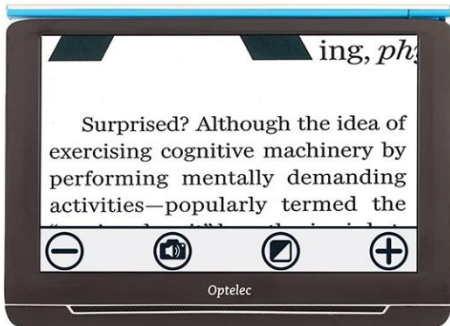 ing, ph
Surprised? Although the idea of
exercising cognitive machinery by
performing mentally demanding
activities—popularly termed the
Optelec